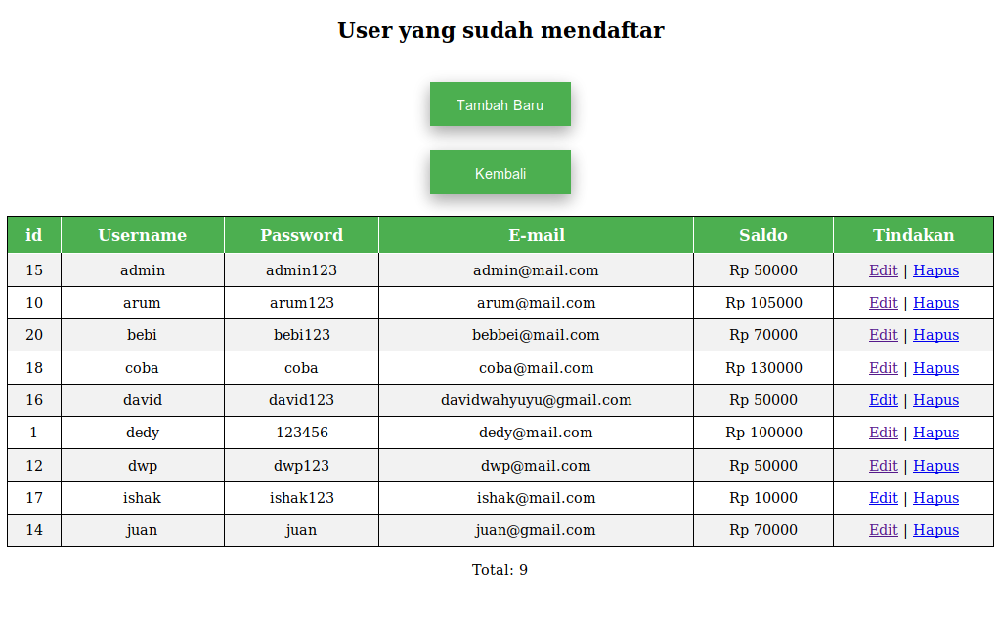 User yang sudah mendaftar
Tambah Baru
Kembali
id Username Password E-mail Saldo Tindakan
15 admin admin123 admin@mail.com Rp 50000 Edit | Hapus
10 arum arum123 arum@mail.com Rp 105000 Edit | Hapus
20 bebi bebi123 bebbei@mail.com Rp 70000 Edit | Hapus
18 coba coba coba@mail.com Rp 130000 Edit | Hapus
16 david david123 davidwahyuyu@gmail.com Rp 50000 Edit | Hapus
1 dedy 123456 dedy@mail.com Rp 100000 Edit | Hapus
12 dwp dwp123 dwp@mail.com Rp 50000 Edit | Hapus
17 ishak ishak123 ishak@mail.com Rp 10000 Edit | Hapus
14 juan juan juan@gmail.com Rp 70000 Edit | Hapus
Total: 9